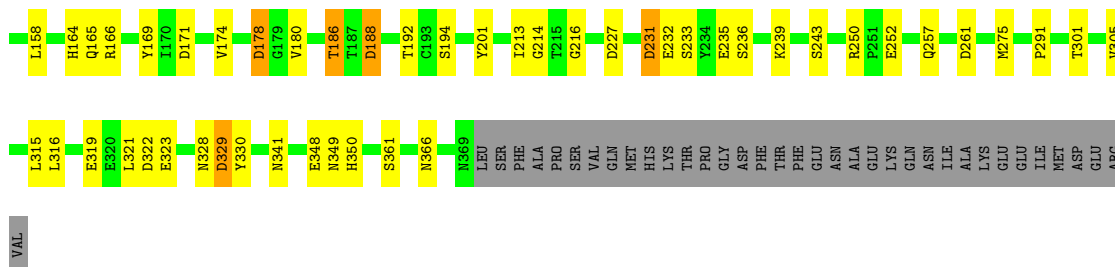 L158 H164 Q165 R166 Y169 I170 D171 V174 D178 G179 V180 T186 T187 D188 T192 C193 S194 Y201 I213 G214 T215 G216 D227 D231 E232 S233 Y234 E235 S236 K239 S243 R250 P251 E252 Q257 D261 M275 P291 T301
L315 L316 E319 E320 L321 D322 E323 N328 D329 Y330 N341 E348 N349 H350 S361 N366 N369 LEU SER PHE ALA PRO SER VAL GLN MET HIS LYS THR PRO GLY ASP PHE THR PHE GLU ASN ALA GLU LYS GLN ASN ILE ALA LYS GLU GLU ILE MET ASP GLU
VAL